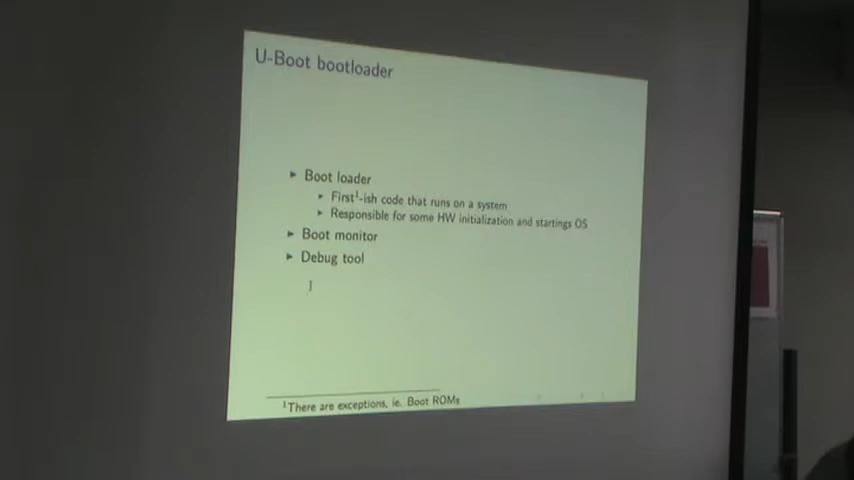 U-Boot bootloader
Boot loader
First¹-ish code that runs on a system
Responsible for some HW initialization and startings OS
Boot monitor
Debug tool
¹There are exceptions, ie. Boot ROMs